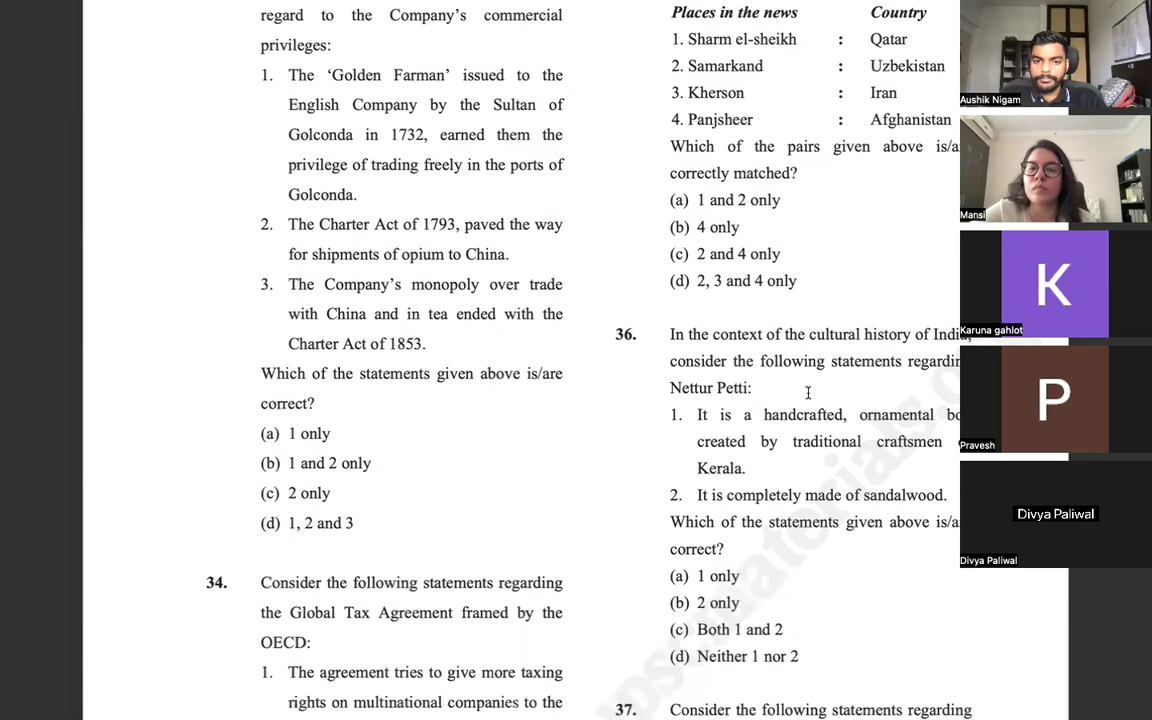 regard to the Company's commercial
privileges:
1. The 'Golden Farman' issued to the
English Company by the Sultan of
Golconda in 1732, earned them the
privilege of trading freely in the ports of
Golconda.
2. The Charter Act of 1793, paved the way
for shipments of opium to China.
3. The Company's monopoly over trade
with China and in tea ended with the
Charter Act of 1853.
Which of the statements given above is/are
correct?
(a) 1 only
(b) 1 and 2 only
(c) 2 only
(d) 1, 2 and 3
34. Consider the following statements regarding
the Global Tax Agreement framed by the
OECD:
1. The agreement tries to give more taxing
rights on multinational companies to the
Places in the news Country
1. Sharm el-sheikh : Qatar
2. Samarkand : Uzbekistan
3. Kherson : Iran
4. Panjsheer : Afghanistan
Which of the pairs given above is/a
correctly matched?
(a) 1 and 2 only
(b) 4 only
(c) 2 and 4 only
(d) 2, 3 and 4 only
36. In the context of the cultural history of Indi
consider the following statements regardin
Nettur Petti:
1. It is a handcrafted, ornamental bo
created by traditional craftsmen
Kerala.
2. It is completely made of sandalwood.
Which of the statements given above is/a
correct?
(a) 1 only
(b) 2 only
(c) Both 1 and 2
(d) Neither 1 nor 2
37. Consider the following statements regarding
Aushik Nigam
Mansi
K
Karuna gahlot
P
Pravesh
Divya Paliwal
Divya Paliwal